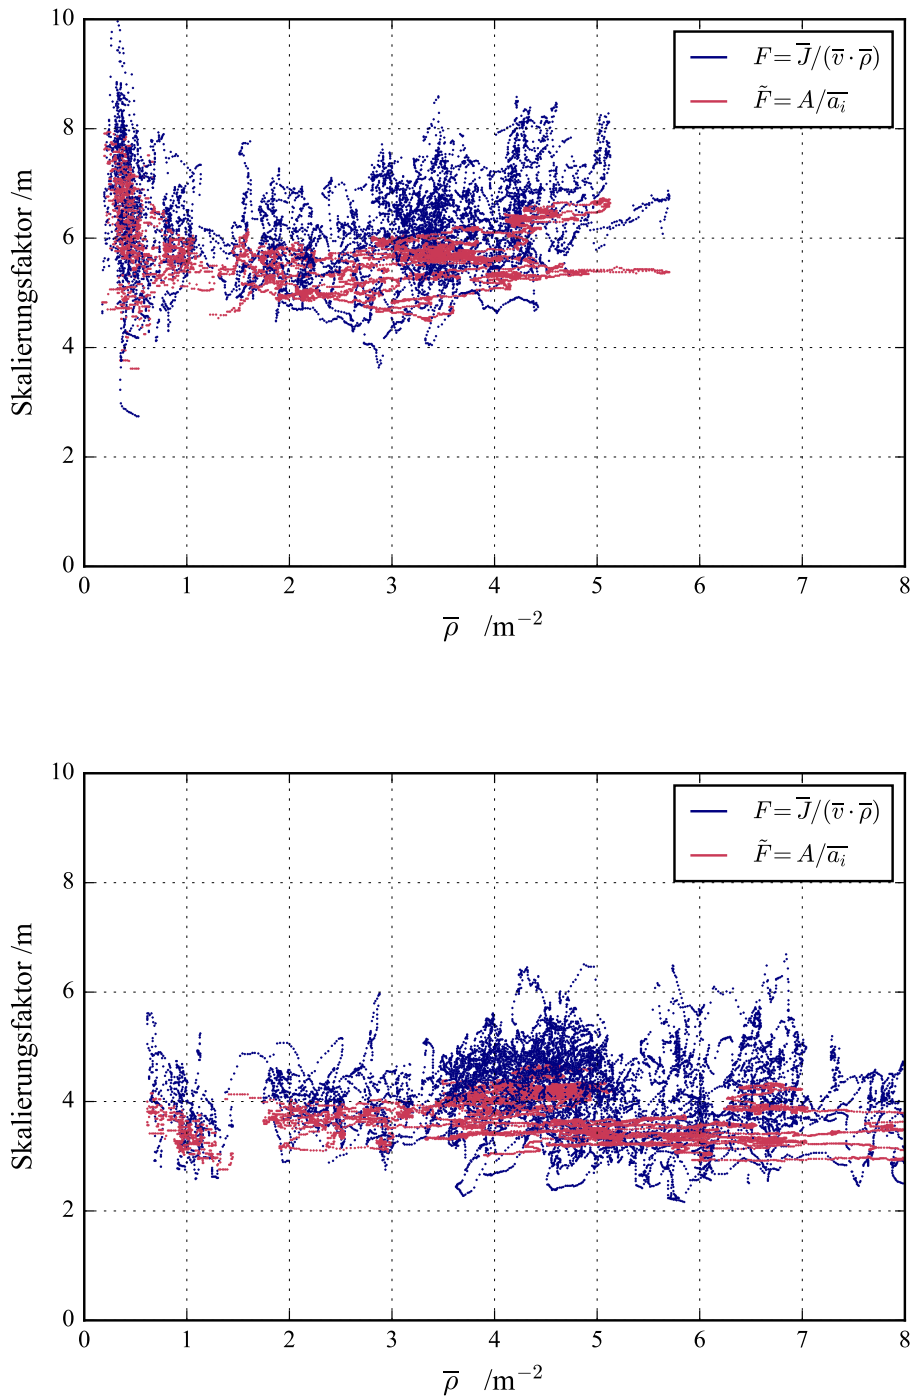 10
8
6
4
2
0
Skalierungsfaktor /m
F = J̅/(v̅ · ρ̅)
F̃ = A/a̅ᵢ
0 1 2 3 4 5 6 7 8
ρ̅ /m⁻²
10
8
6
4
2
0
Skalierungsfaktor /m
F = J̅/(v̅ · ρ̅)
F̃ = A/a̅ᵢ
0 1 2 3 4 5 6 7 8
ρ̅ /m⁻²